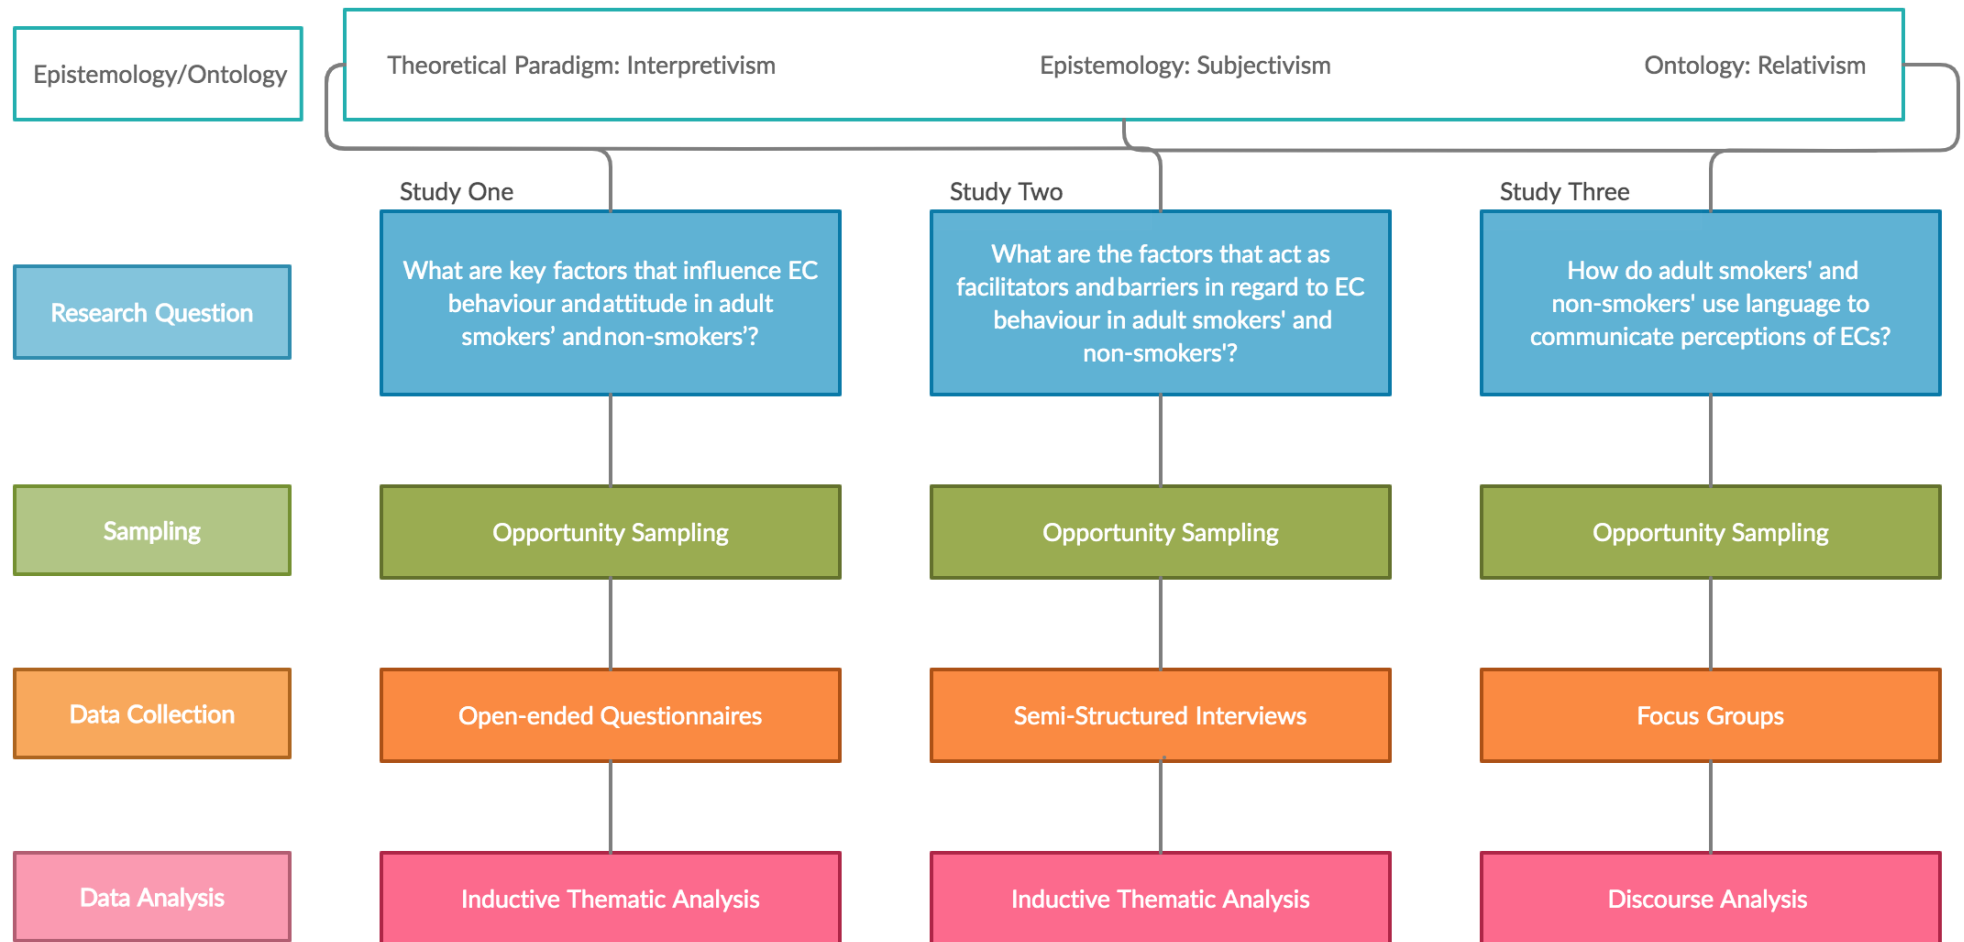 Epistemology/Ontology
Theoretical Paradigm: Interpretivism
Epistemology: Subjectivism
Ontology: Relativism
Study One
Study Two
Study Three
Research Question
What are key factors that influence EC
behaviour and attitude in adult
smokers’ and non-smokers’?
What are the factors that act as
facilitators and barriers in regard to EC
behaviour in adult smokers' and
non-smokers'?
How do adult smokers' and
non-smokers' use language to
communicate perceptions of ECs?
Sampling
Opportunity Sampling
Opportunity Sampling
Opportunity Sampling
Data Collection
Open-ended Questionnaires
Semi-Structured Interviews
Focus Groups
Data Analysis
Inductive Thematic Analysis
Inductive Thematic Analysis
Discourse Analysis